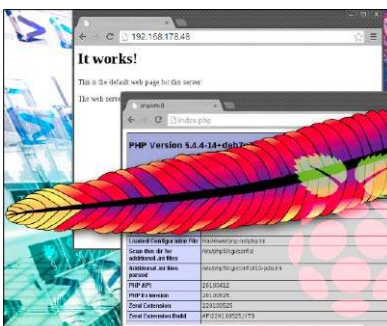 192.168.178.48
It works!
This is the default web page for this server.
The web serve
phpinfo()
index.php
PHP Version 5.4.4-14+deb7
Loaded Configuration File
Scan this dir for
additional .ini files
Additional .ini files
parsed
PHP API 20100412
PHP Extension 20100525
Zend Extension 220100525
Zend Extension Build API220100525,NTS